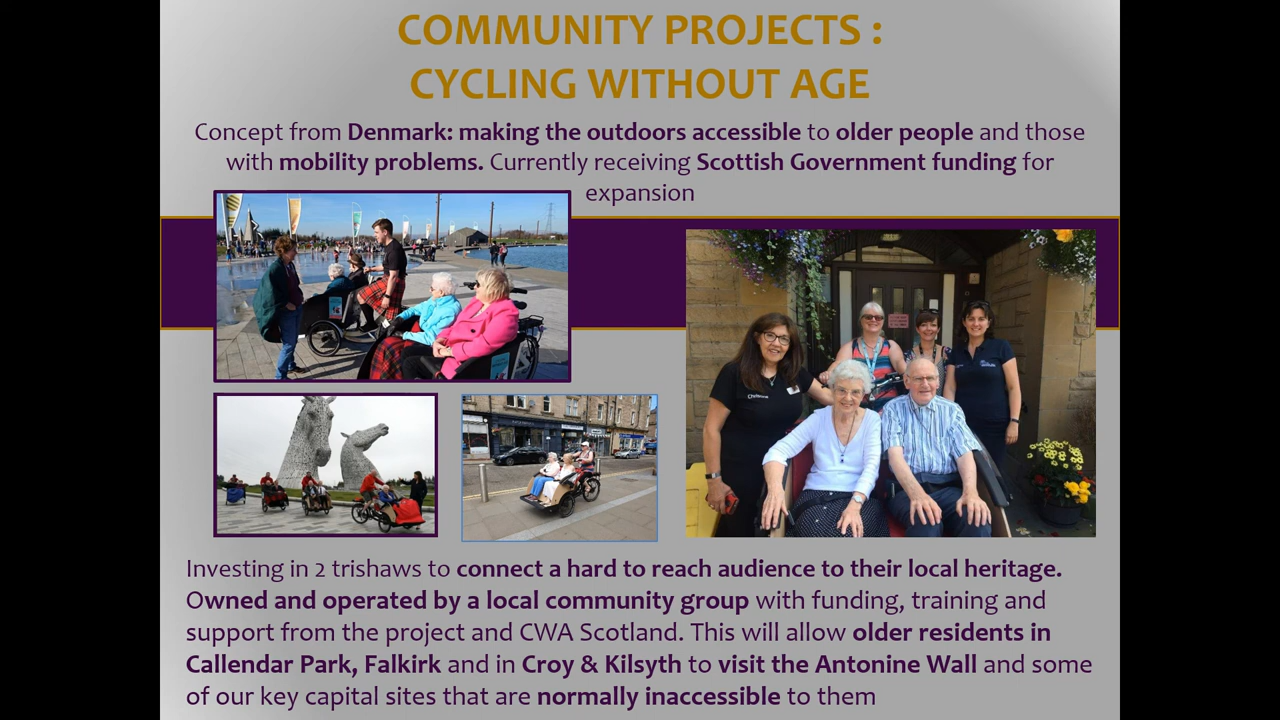 COMMUNITY PROJECTS :
CYCLING WITHOUT AGE
Concept from Denmark: making the outdoors accessible to older people and those
with mobility problems. Currently receiving Scottish Government funding for
expansion
Investing in 2 trishaws to connect a hard to reach audience to their local heritage.
Owned and operated by a local community group with funding, training and
support from the project and CWA Scotland. This will allow older residents in
Callendar Park, Falkirk and in Croy & Kilsyth to visit the Antonine Wall and some
of our key capital sites that are normally inaccessible to them